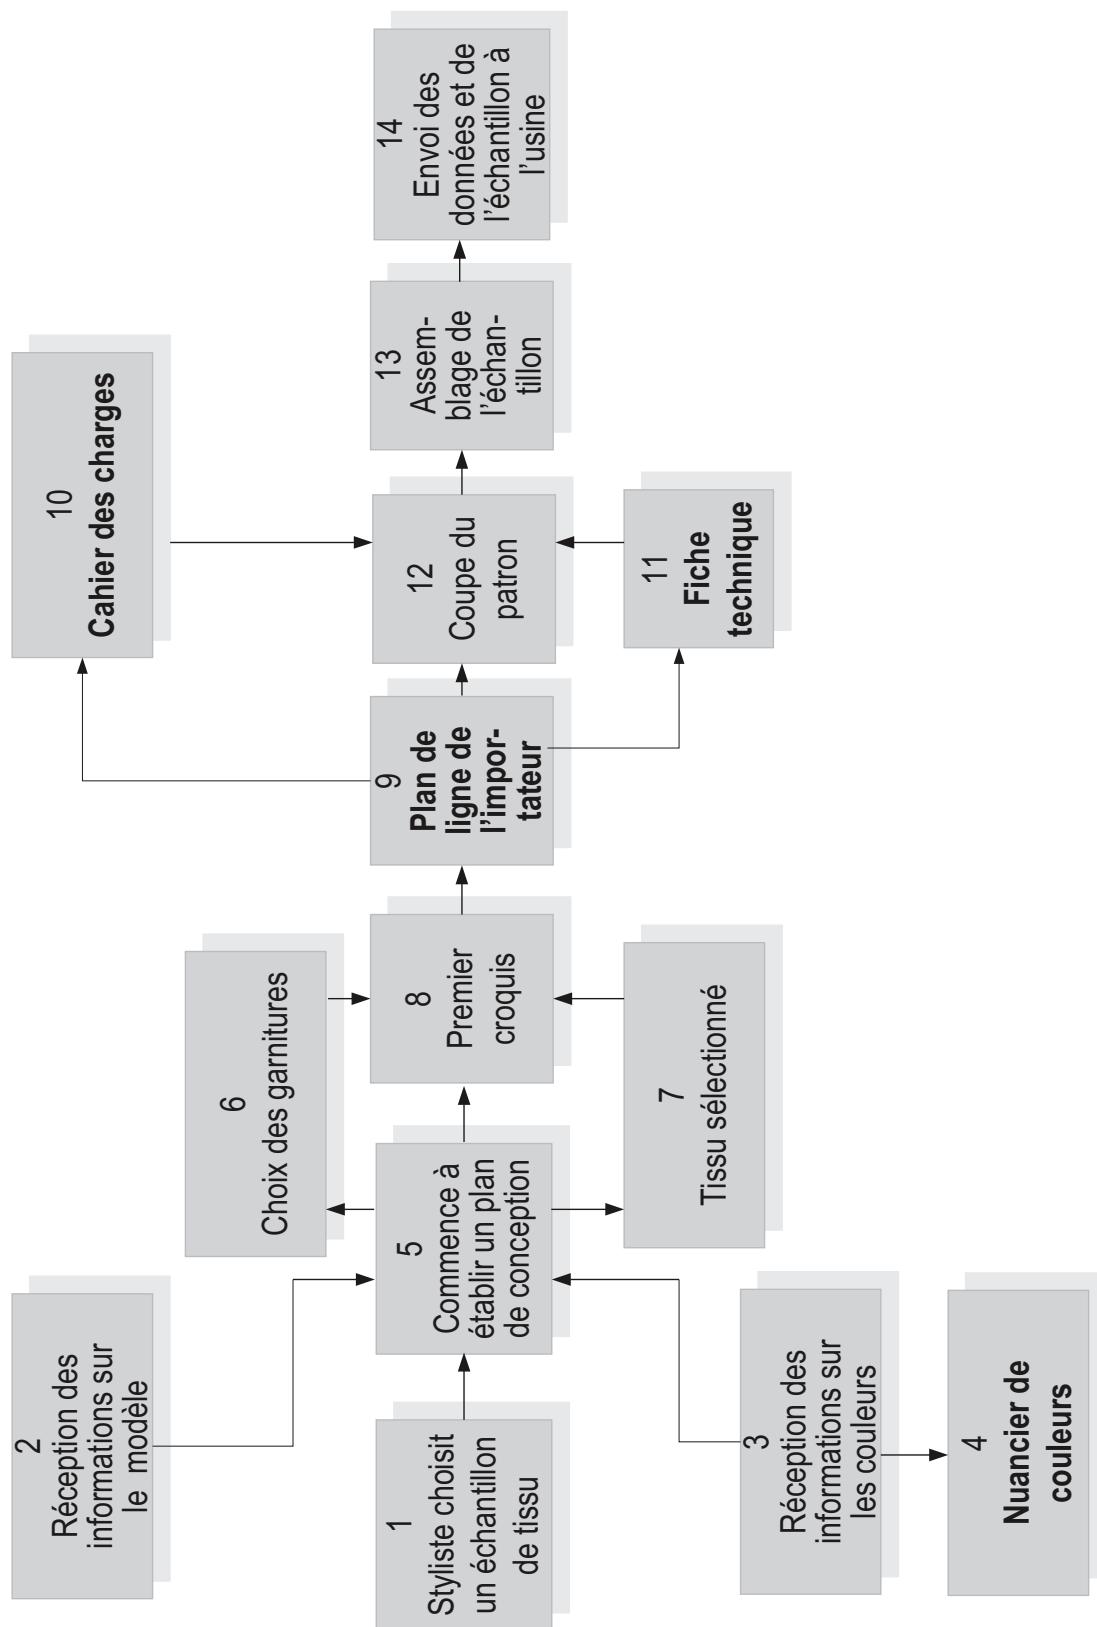 1
Styliste choisit
un échantillon
de tissu
2
Réception des
informations sur
le modèle
3
Réception des
informations sur
les couleurs
4
Nuancier de
couleurs
5
Commence à
établir un plan
de conception
6
Choix des garnitures
7
Tissu sélectionné
8
Premier
croquis
9
Plan de
ligne de
l'impor-
tateur
10
Cahier des charges
11
Fiche
technique
12
Coupe du
patron
13
Assem-
blage de
l'échan-
tillon
14
Envoi des
données et de
l'échantillon à
l'usine